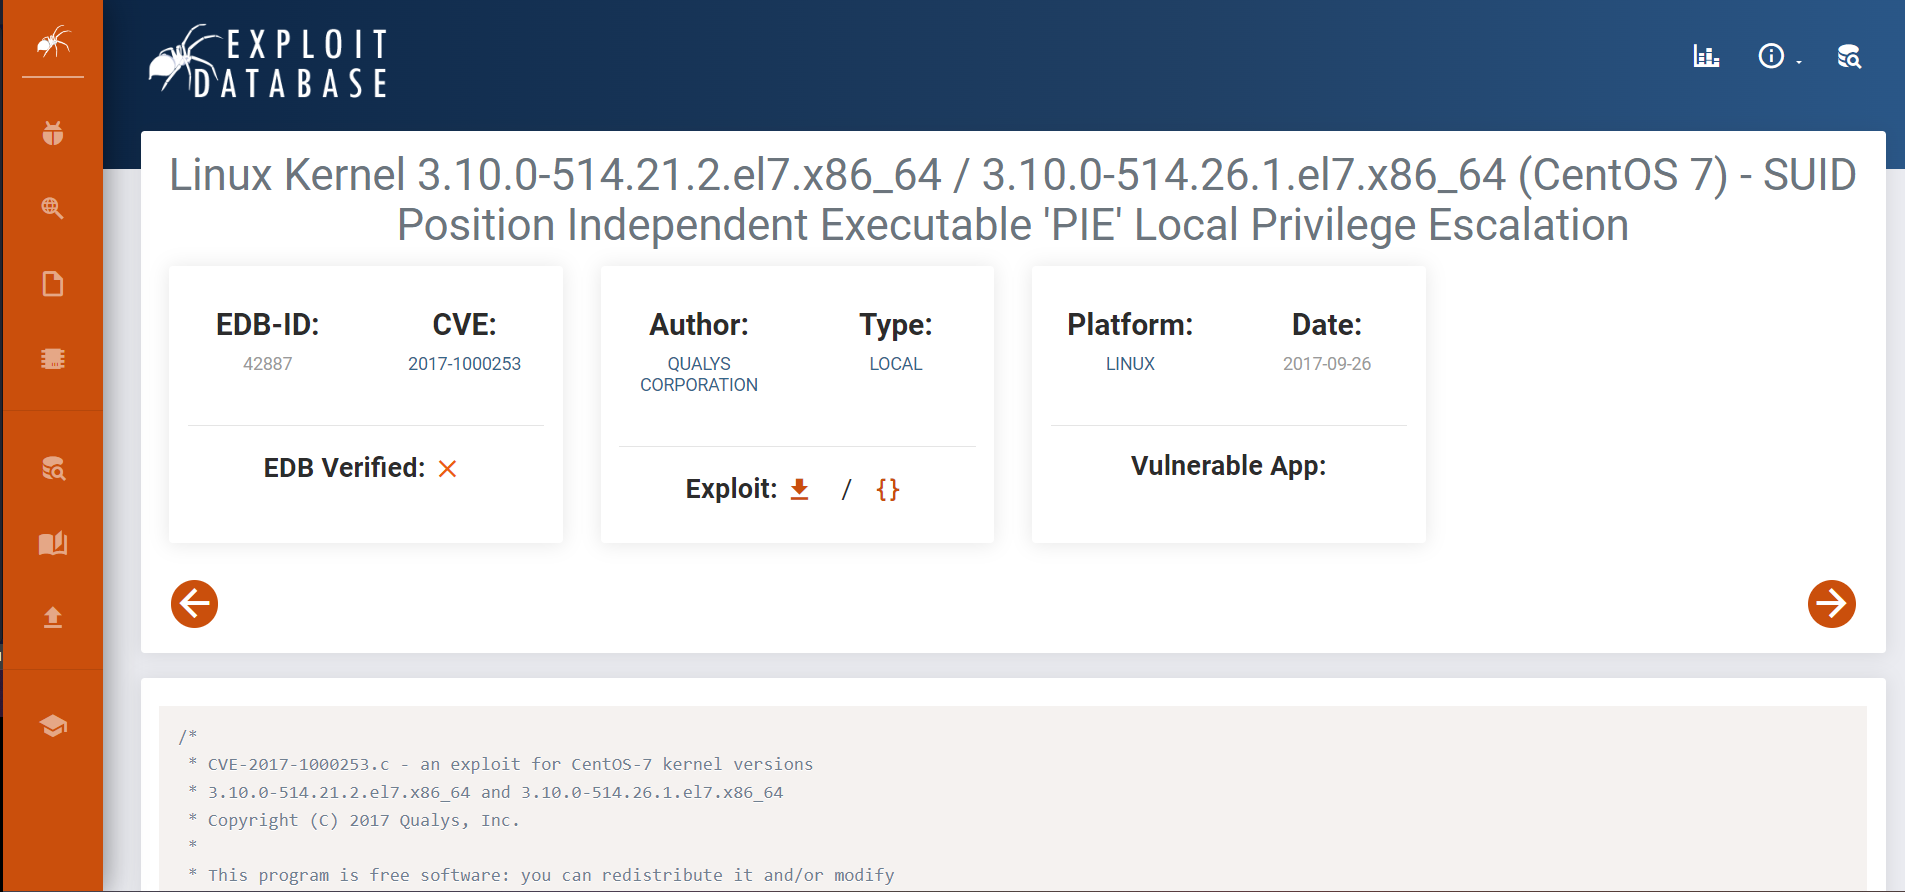 EXPLOIT
DATABASE
Linux Kernel 3.10.0-514.21.2.el7.x86_64 / 3.10.0-514.26.1.el7.x86_64 (CentOS 7) - SUID
Position Independent Executable 'PIE' Local Privilege Escalation
EDB-ID:
42887
CVE:
2017-1000253
EDB Verified:
Author:
QUALYS
CORPORATION
Type:
LOCAL
Exploit: / {}
Platform:
LINUX
Date:
2017-09-26
Vulnerable App:
/*
* CVE-2017-1000253.c - an exploit for CentOS-7 kernel versions
* 3.10.0-514.21.2.el7.x86_64 and 3.10.0-514.26.1.el7.x86_64
* Copyright (C) 2017 Qualys, Inc.
*
* This program is free software: you can redistribute it and/or modify